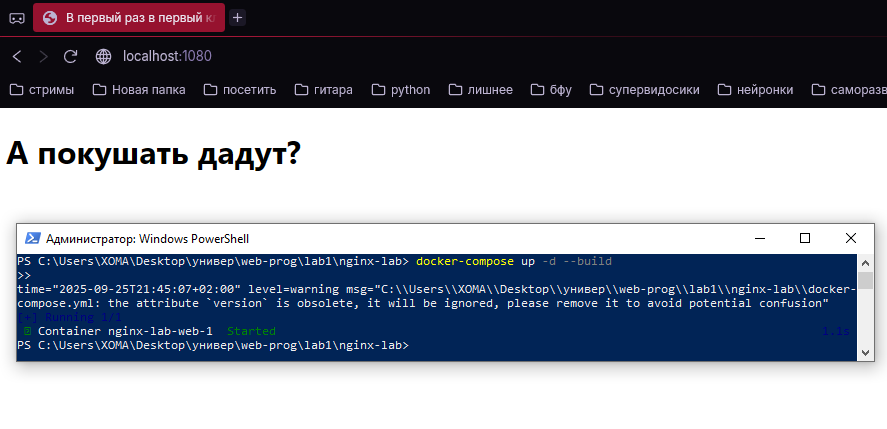 В первый раз в первый кл
localhost:1080
стримы Новая папка посетить гитара python лишнее бфу супервидосики нейронки саморазв
А покушать дадут?
Администратор: Windows PowerShell
PS C:\Users\XOMA\Desktop\универ\web-prog\lab1\nginx-lab> docker-compose up -d --build
>>
time="2025-09-25T21:45:07+02:00" level=warning msg="C:\\Users\\XOMA\\Desktop\\универ\\web-prog\\lab1\\nginx-lab\\docker-
compose.yml: the attribute `version` is obsolete, it will be ignored, please remove it to avoid potential confusion"
[+] Running 1/1
Container nginx-lab-web-1 Started 1.1s
PS C:\Users\XOMA\Desktop\универ\web-prog\lab1\nginx-lab>